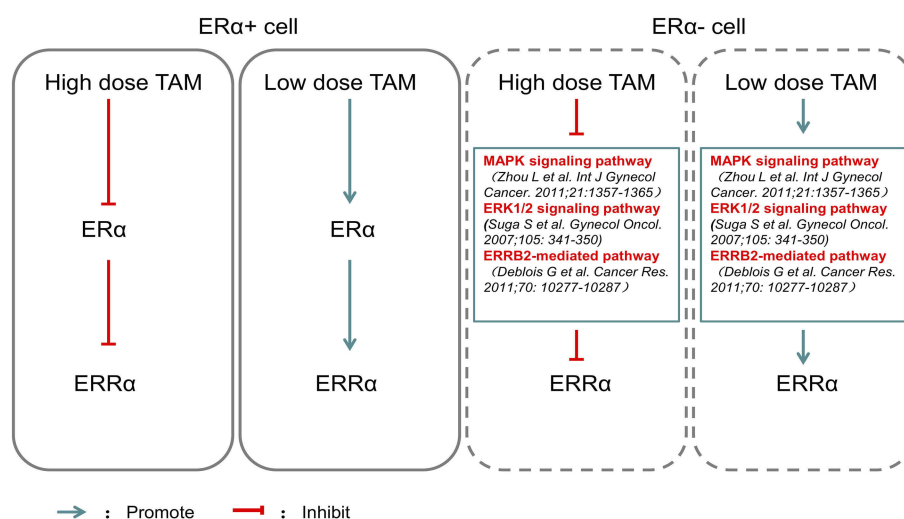 ERα+ cell
ERα- cell
High dose TAM
ERα
ERRα
Low dose TAM
ERα
ERRα
High dose TAM
MAPK signaling pathway
（Zhou L et al. Int J Gynecol
Cancer. 2011;21:1357-1365）
ERK1/2 signaling pathway
(Suga S et al. Gynecol Oncol.
2007;105: 341-350)
ERRB2-mediated pathway
（Deblois G et al. Cancer Res.
2011;70: 10277-10287）
ERRα
Low dose TAM
MAPK signaling pathway
（Zhou L et al. Int J Gynecol
Cancer. 2011;21:1357-1365）
ERK1/2 signaling pathway
(Suga S et al. Gynecol Oncol.
2007;105: 341-350)
ERRB2-mediated pathway
（Deblois G et al. Cancer Res.
2011;70: 10277-10287）
ERRα
： Promote ： Inhibit